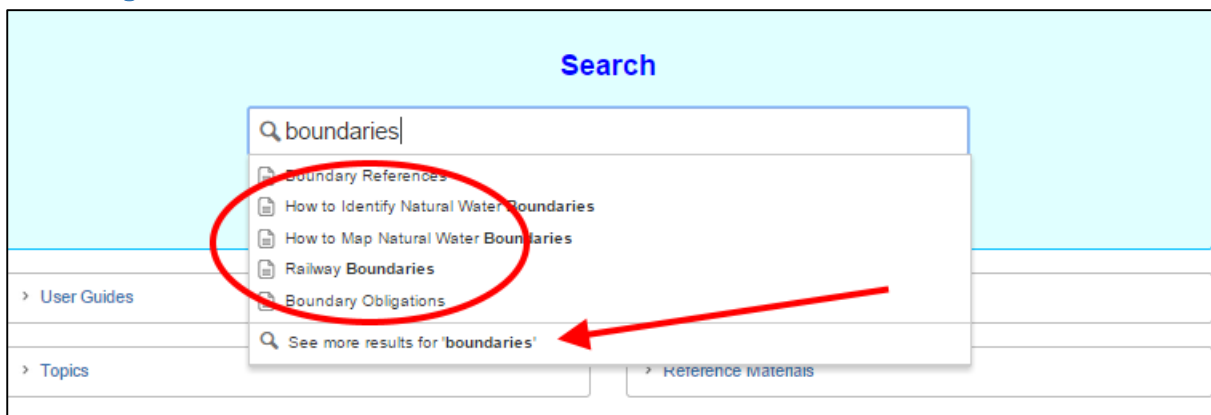 Search
boundaries
Boundary References
How to Identify Natural Water Boundaries
How to Map Natural Water Boundaries
Railway Boundaries
Boundary Obligations
See more results for 'boundaries'
User Guides
Topics
Reference Materials